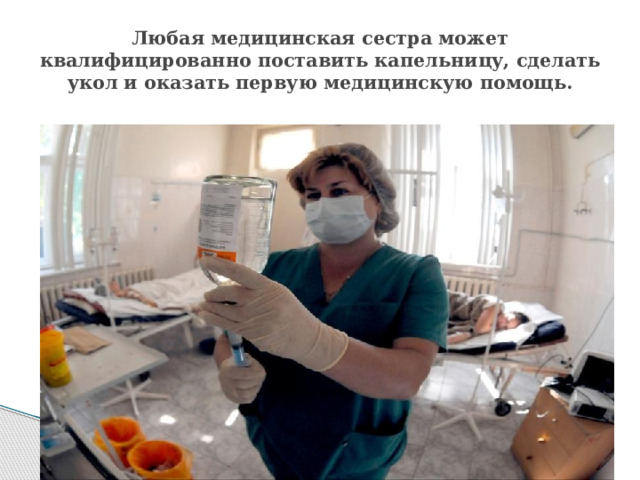 Любая медицинская сестра может
квалифицированно поставить капельницу, сделать
укол и оказать первую медицинскую помощь.